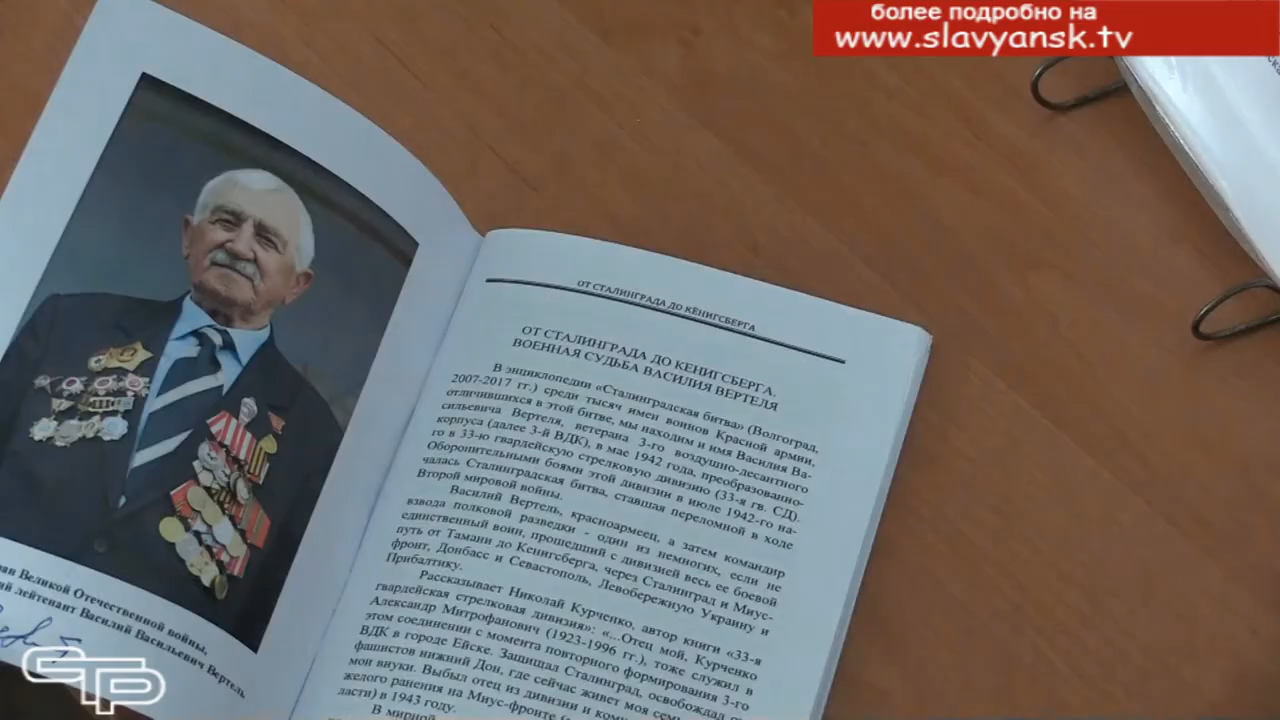 более подробно на
www.slavyansk.tv
ОТ СТАЛИНГРАДА ДО КЁНИГСБЕРГА
ОТ СТАЛИНГРАДА ДО КЕНИГСБЕРГА.
ВОЕННАЯ СУДЬБА ВАСИЛИЯ ВЕРТЕЛЯ
В энциклопедии «Сталинградская битва» (Волгоград,
2007-2017 гг.) среди тысяч имен воинов Красной армии,
отличившихся в этой битве, мы находим и имя Василия Ва-
сильевича Вертеля, ветерана 3-го воздушно-десантного
корпуса (далее 3-й ВДК), в мае 1942 года, преобразованно-
го в 33-ю гвардейскую стрелковую дивизию (33-я гв. СД).
Оборонительными боями этой дивизии в июле 1942-го на-
чалась Сталинградская битва, ставшая переломной в ходе
Второй мировой войны.
Василий Вертель, красноармеец, а затем командир
взвода полковой разведки - один из немногих, если не
единственный воин, прошедший с дивизией весь ее боевой
путь от Тамани до Кенигсберга, через Сталинград и Миус-
фронт, Донбасс и Севастополь, Левобережную Украину и
Прибалтику.
Рассказывает Николай Курченко, автор книги «33-я
гвардейская стрелковая дивизия»: «...Отец мой, Курченко
Александр Митрофанович (1923-1996 гг.), тоже служил в
этом соединении с момента повторного формирования 3-го
ВДК в городе Ейске. Защищал Сталинград, освобождал от
фашистов нижний Дон, где сейчас живет моя
мои внуки. Выбыл отец из дивизии и
желого ранения на Миус-фронте
ласти) в 1943 году.
В мирной
Великой Отечественной войны,
лейтенант Василий Васильевич Вертель
СТР